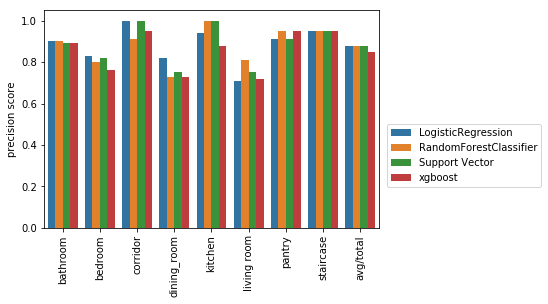 1.0
0.8
0.6
0.4
0.2
0.0
precision score
bathroom
bedroom
corridor
dining_room
kitchen
living room
pantry
staircase
avg/total
LogisticRegression
RandomForestClassifier
Support Vector
xgboost